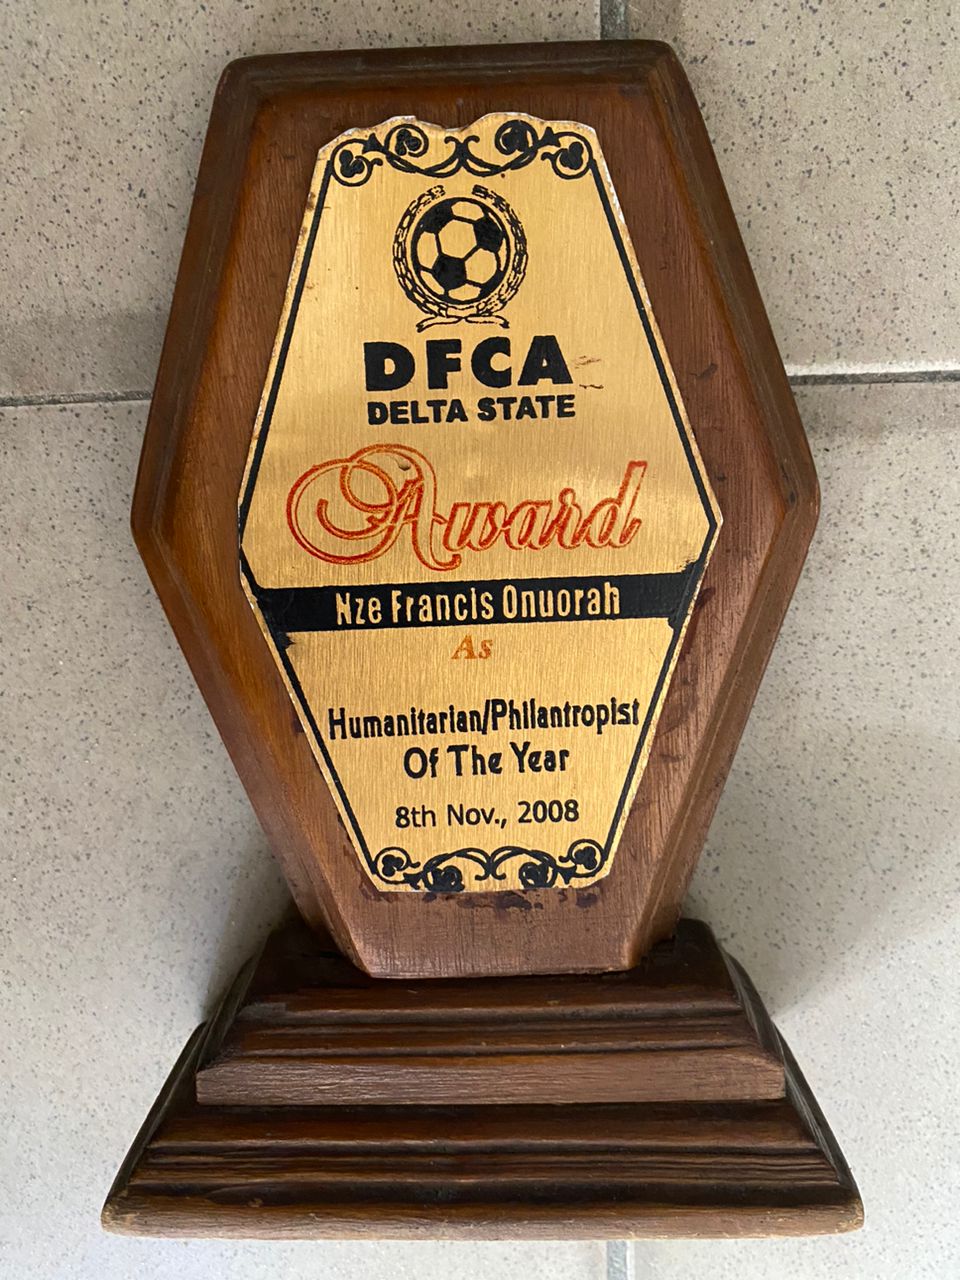 DFCA
DELTA STATE
Award
Nze Francis Onuorah
As
Humanitarian/Philantropist
Of The Year
8th Nov., 2008